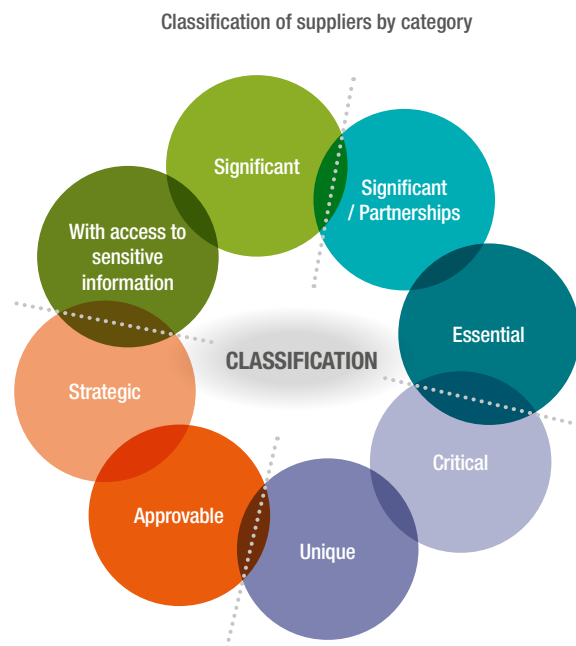 Classification of suppliers by category
Significant
Significant
/ Partnerships
With access to
sensitive
information
Essential
CLASSIFICATION
Strategic
Critical
Approvable
Unique